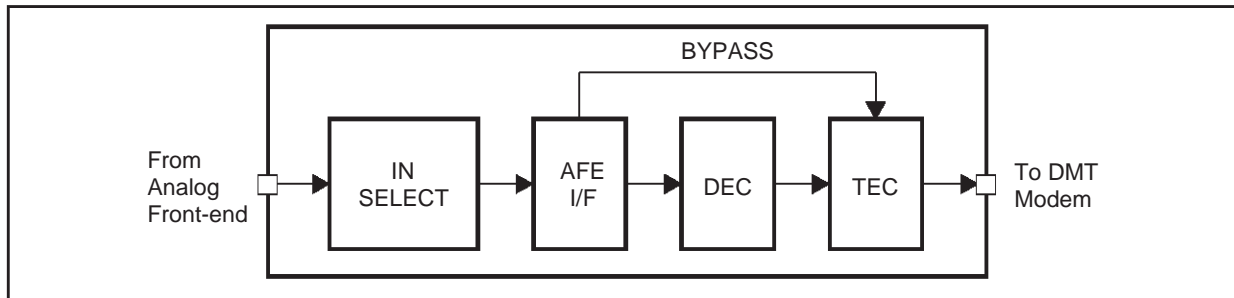 BYPASS
From
Analog
Front-end
IN
SELECT
AFE
I/F
DEC
TEC
To DMT
Modem